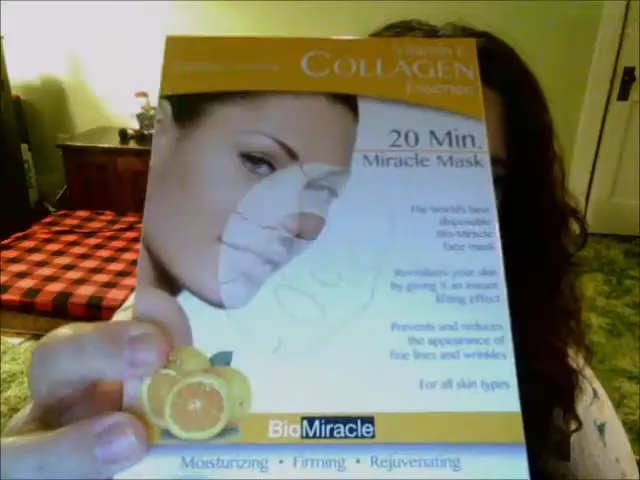 Vitamin E
COLLAGEN
Essence
20 Min.
Miracle Mask
The world's best
disposable
Bio-Miracle
face mask
Revitalizes your skin
by giving it an instant
lifting effect
Prevents and reduces
the appearance of
fine lines and wrinkles
For all skin types
BioMiracle
Moisturizing • Firming • Rejuvenating